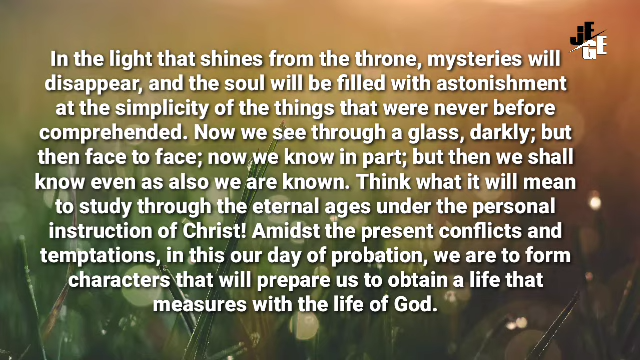 JE
GE
In the light that shines from the throne, mysteries will
disappear, and the soul will be filled with astonishment
at the simplicity of the things that were never before
comprehended. Now we see through a glass, darkly; but
then face to face; now we know in part; but then we shall
know even as also we are known. Think what it will mean
to study through the eternal ages under the personal
instruction of Christ! Amidst the present conflicts and
temptations, in this our day of probation, we are to form
characters that will prepare us to obtain a life that
measures with the life of God.